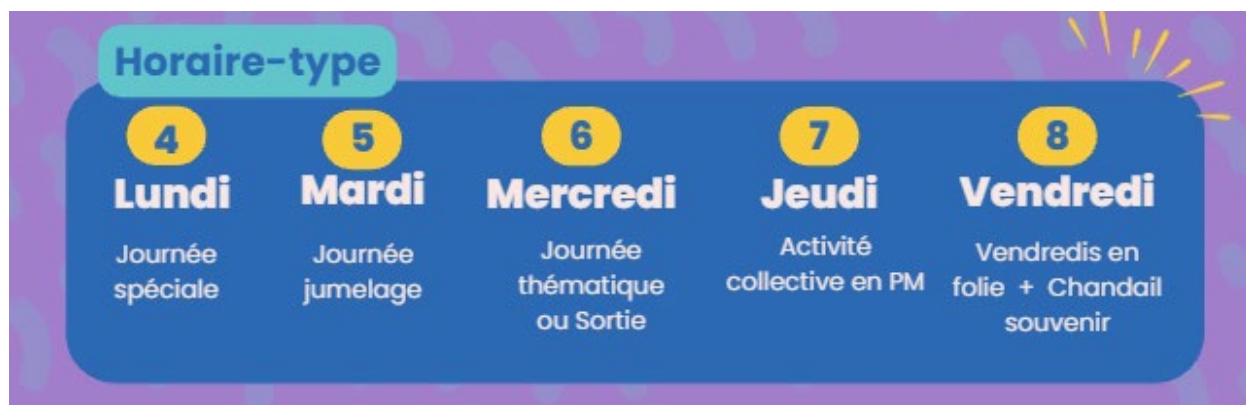 Horaire-type
4
Lundi
Journée
spéciale
5
Mardi
Journée
jumelage
6
Mercredi
Journée
thématique
ou Sortie
7
Jeudi
Activité
collective en PM
8
Vendredi
Vendredis en
folie + Chandail
souvenir